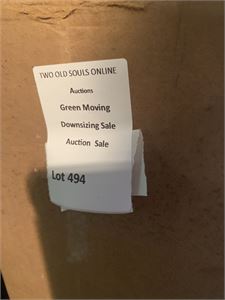 TWO OLD SOULS ONLINE
Auctions
Green Moving
Downsizing Sale
Auction Sale
Lot 494